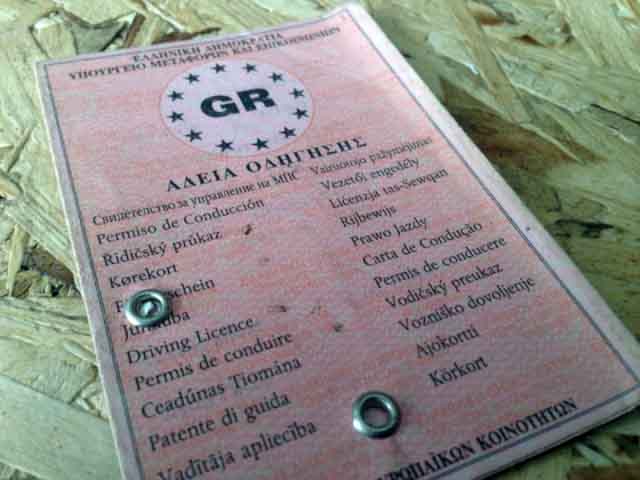 ΕΛΛΗΝΙΚΗ ΔΗΜΟΚΡΑΤΙΑ
ΥΠΟΥΡΓΕΙΟ ΜΕΤΑΦΟΡΩΝ ΚΑΙ ΕΠΙΚΟΙΝΩΝΙΩΝ
GR
ΑΔΕΙΑ ΟΔΗΓΗΣΗΣ
Свидетелство за управление на МПС
Permiso de Conducción
Řidičský průkaz
Kørekort
Driving Licence
Permis de conduire
Ceadúnas Tiomána
Patente di guida
Vadītāja apliecība
Vairuotojo pažymėjimas
Vezetői engedély
Liċenzja tas-Sewqan
Rijbewijs
Prawo Jazdy
Carta de Condução
Permis de conducere
Vodičský preukaz
Vozniško dovoljenje
Ajokortti
Körkort
ΚΟΙΝΟΤΗΤΩΝ